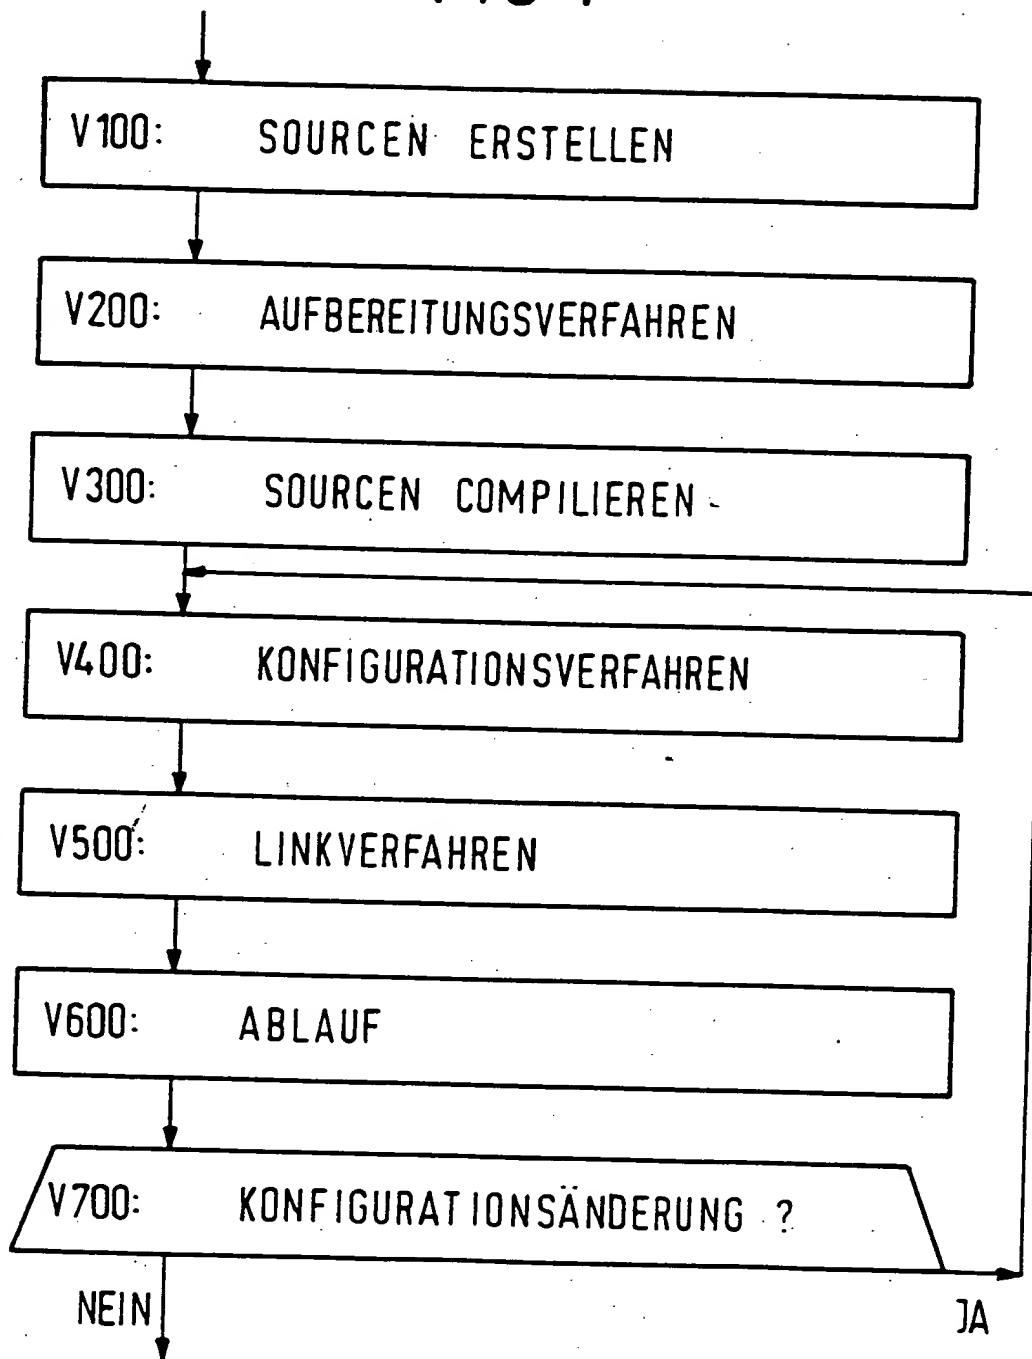 V100: SOURCEN ERSTELLEN
V200: AUFBEREITUNGSVERFAHREN
V300: SOURCEN COMPILIEREN
V400: KONFIGURATIONSVERFAHREN
V500: LINKVERFAHREN
V600: ABLAUF
V700: KONFIGURATIONSÄNDERUNG ?
NEIN
JA